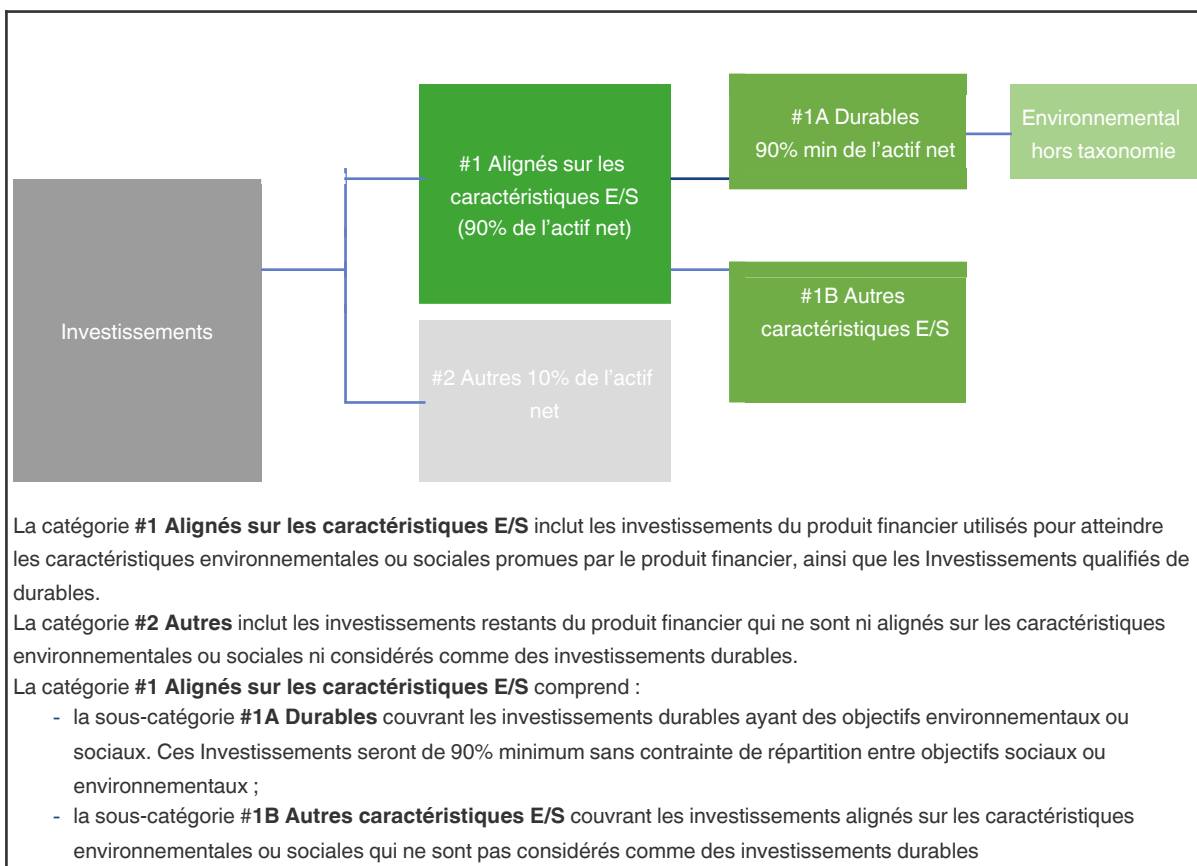 Investissements
#1 Alignés sur les
caractéristiques E/S
(90% de l’actif net)
#2 Autres 10% de l’actif
net
#1A Durables
90% min de l’actif net
#1B Autres
caractéristiques E/S
Environnemental
hors taxonomie
La catégorie #1 Alignés sur les caractéristiques E/S inclut les investissements du produit financier utilisés pour atteindre
les caractéristiques environnementales ou sociales promues par le produit financier, ainsi que les Investissements qualifiés de
durables.
La catégorie #2 Autres inclut les investissements restants du produit financier qui ne sont ni alignés sur les caractéristiques
environnementales ou sociales ni considérés comme des investissements durables.
La catégorie #1 Alignés sur les caractéristiques E/S comprend :
- la sous-catégorie #1A Durables couvrant les investissements durables ayant des objectifs environnementaux ou
sociaux. Ces Investissements seront de 90% minimum sans contrainte de répartition entre objectifs sociaux ou
environnementaux ;
- la sous-catégorie #1B Autres caractéristiques E/S couvrant les investissements alignés sur les caractéristiques
environnementales ou sociales qui ne sont pas considérés comme des investissements durables